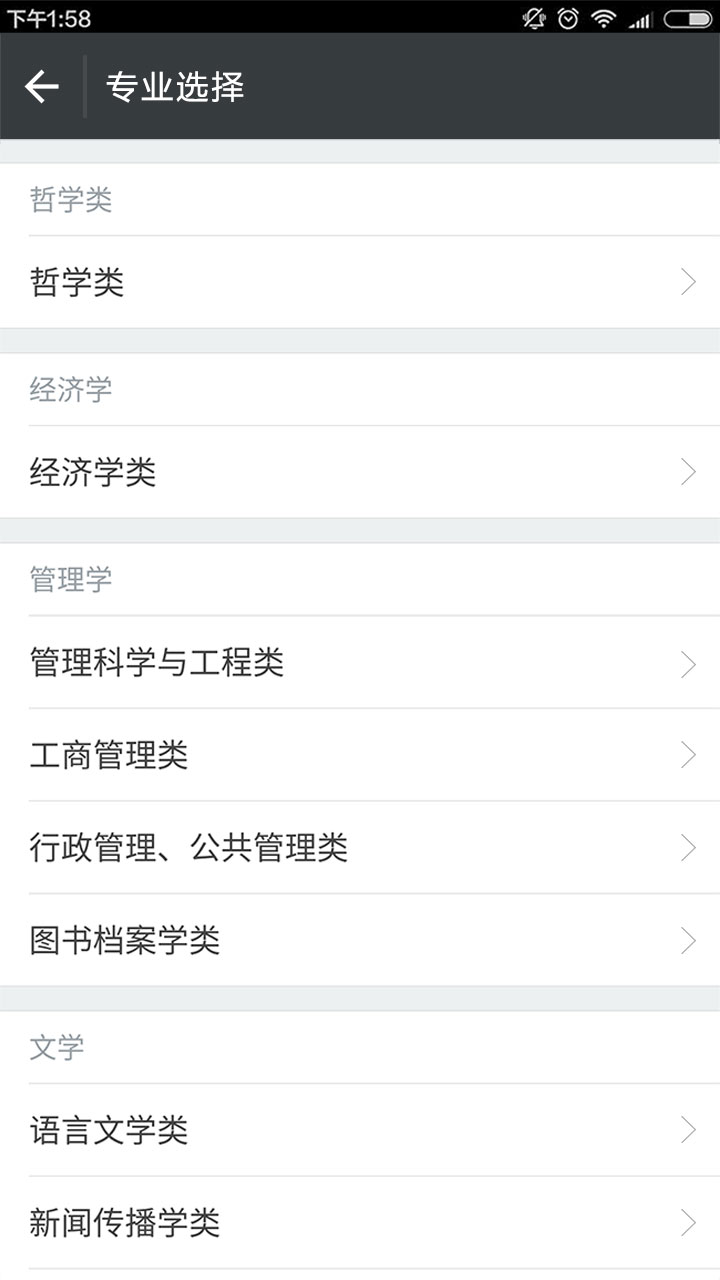 下午1:58
专业选择
哲学类
哲学类
经济学
经济学类
管理学
管理科学与工程类
工商管理类
行政管理、公共管理类
图书档案学类
文学
语言文学类
新闻传播学类